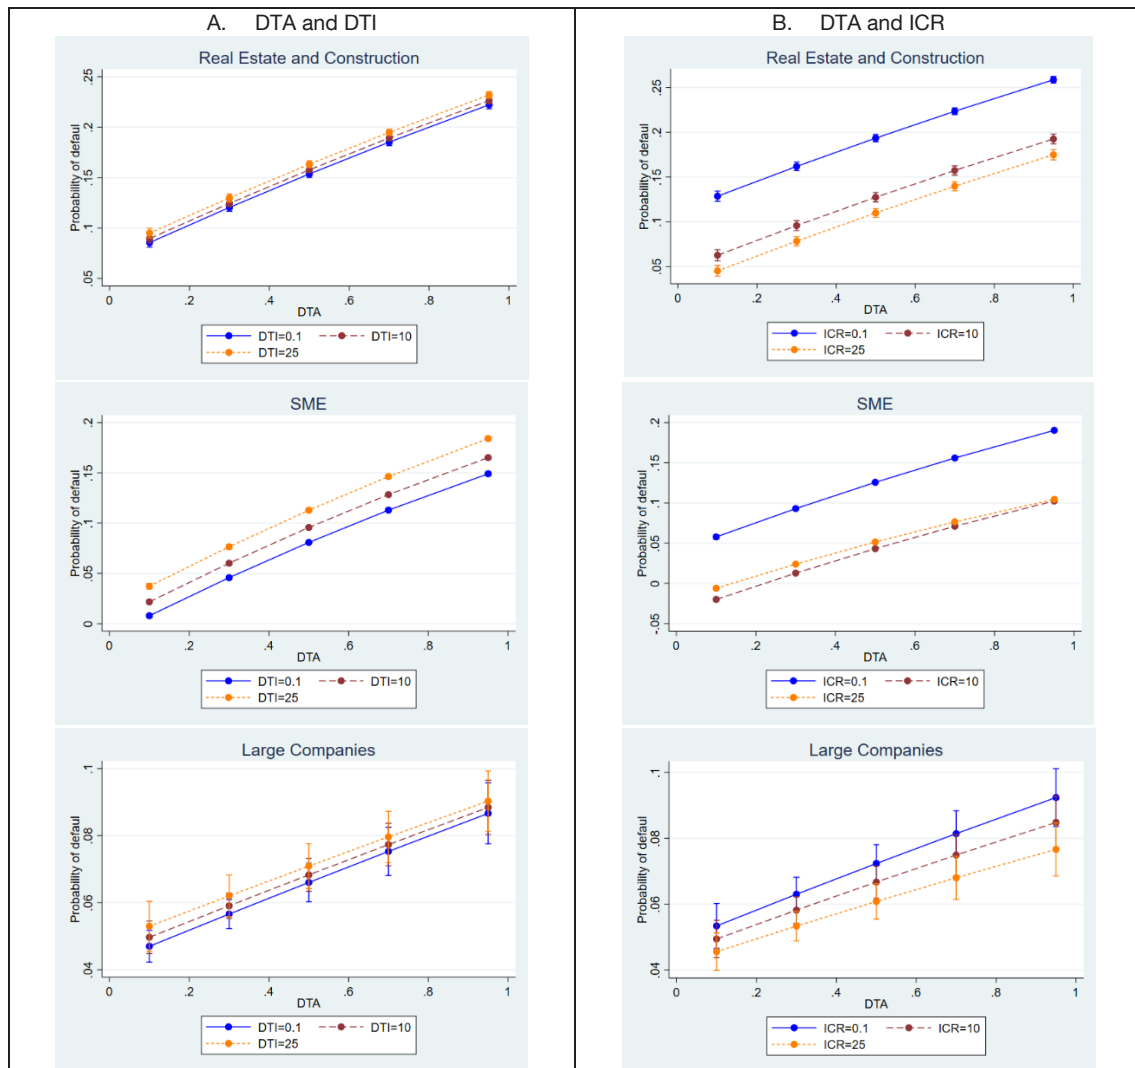 A. DTA and DTI
Real Estate and Construction
Probability of defaul
.05 .1 .15 .2 .25
0 .2 .4 .6 .8 1
DTA
DTI=0.1 DTI=10
DTI=25
SME
Probability of defaul
0 .05 .1 .15 .2
0 .2 .4 .6 .8 1
DTA
DTI=0.1 DTI=10
DTI=25
Large Companies
Probability of defaul
.04 .06 .08 .1
0 .2 .4 .6 .8 1
DTA
DTI=0.1 DTI=10
DTI=25
B. DTA and ICR
Real Estate and Construction
Probability of defaul
.05 .1 .15 .2 .25
0 .2 .4 .6 .8 1
DTA
ICR=0.1 ICR=10
ICR=25
SME
Probability of defaul
-.05 0 .05 .1 .15 .2
0 .2 .4 .6 .8 1
DTA
ICR=0.1 ICR=10
ICR=25
Large Companies
Probability of defaul
.04 .06 .08 .1
0 .2 .4 .6 .8 1
DTA
ICR=0.1 ICR=10
ICR=25